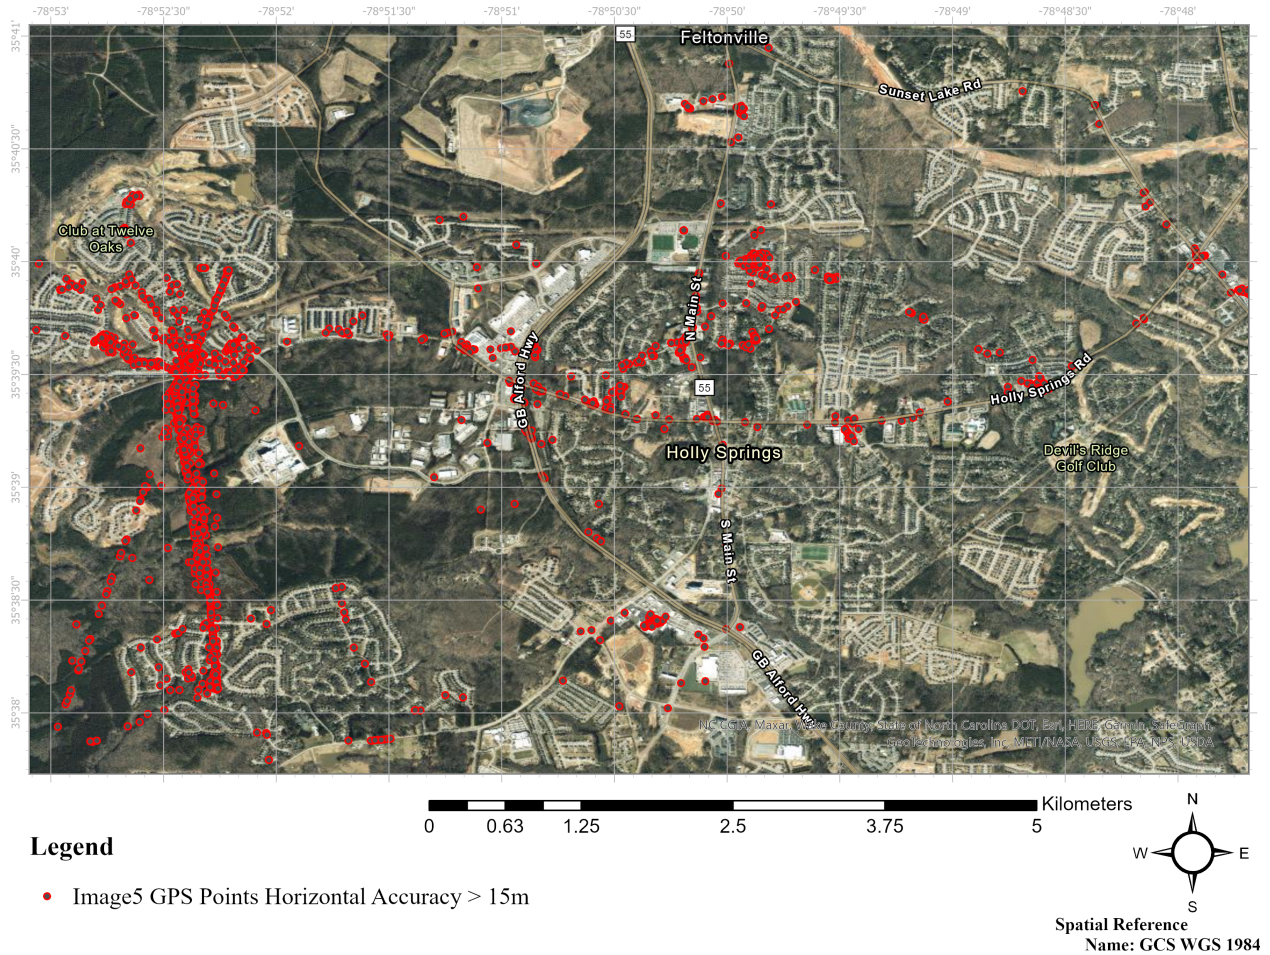 -78°53' -78°52'30" -78°52' -78°51'30" -78°51' -78°50'30" -78°50' -78°49'30" -78°49' -78°48'30" -78°48'
35°41'
55
Feltonville
Sunset Lake Rd
35°40'30"
Club at Twelve
Oaks
35°40'
N Main St
35°39'30"
GB Alford Hwy
55
Holly Springs Rd
Holly Springs
Devil's Ridge
Golf Club
35°39'
S Main St
35°38'30"
GB Alford Hwy
35°38'
NC CGIA, Maxar, Wake County, State of North Carolina DOT, Esri, HERE, Garmin, SafeGraph,
GeoTechnologies, Inc, METI/NASA, USGS, EPA, NPS, USDA
Kilometers
0 0.63 1.25 2.5 3.75 5
Legend
Image5 GPS Points Horizontal Accuracy > 15m
N
W E
S
Spatial Reference
Name: GCS WGS 1984